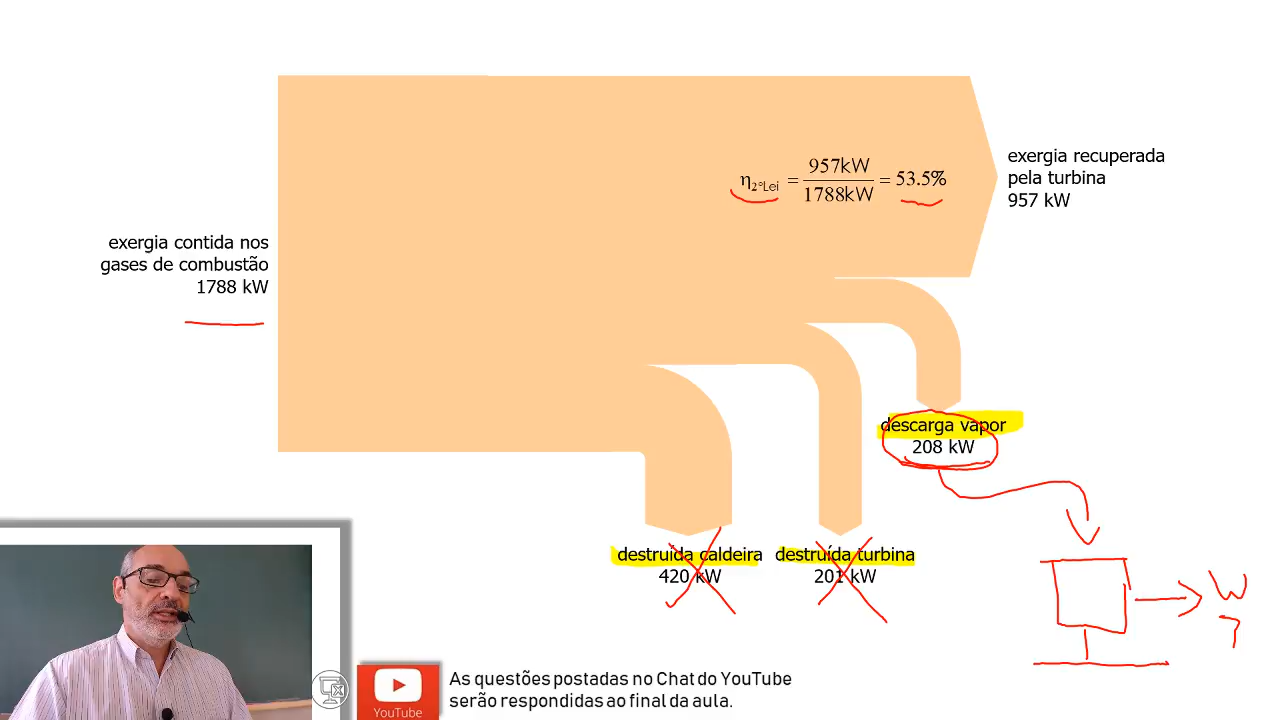 exergia contida nos
gases de combustão
1788 kW
η2ºLei = 957kW / 1788kW = 53.5%
exergia recuperada
pela turbina
957 kW
descarga vapor
208 kW
destruída caldeira
420 kW
destruída turbina
201 kW
W
?
YouTube
As questões postadas no Chat do YouTube
serão respondidas ao final da aula.